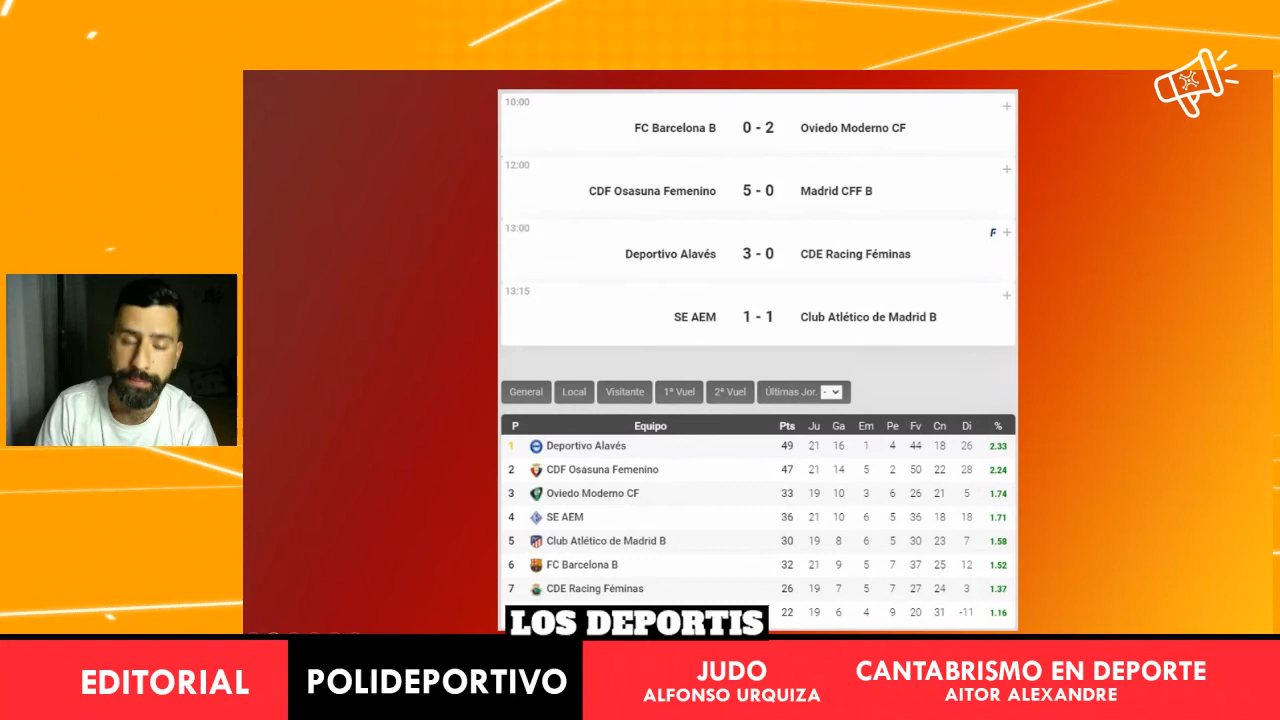 10:00
FC Barcelona B 0 - 2 Oviedo Moderno CF
12:00
CDF Osasuna Femenino 5 - 0 Madrid CFF B
13:00
F
Deportivo Alavés 3 - 0 CDE Racing Féminas
13:15
SE AEM 1 - 1 Club Atlético de Madrid B
General Local Visitante 1ª Vuel 2ª Vuel Últimas Jor. -
P Equipo Pts Ju Ga Em Pe Fv Cn Di %
1 Deportivo Alavés 49 21 16 1 4 44 18 26 2.33
2 CDF Osasuna Femenino 47 21 14 5 2 50 22 28 2.24
3 Oviedo Moderno CF 33 19 10 3 6 26 21 5 1.74
4 SE AEM 36 21 10 6 5 36 18 18 1.71
5 Club Atlético de Madrid B 30 19 8 6 5 30 23 7 1.58
6 FC Barcelona B 32 21 9 5 7 37 25 12 1.52
7 CDE Racing Féminas 26 19 7 5 7 27 24 3 1.37
22 19 6 4 9 20 31 -11 1.16
LOS DEPORTIS
EDITORIAL
POLIDEPORTIVO
JUDO
ALFONSO URQUIZA
CANTABRISMO EN DEPORTE
AITOR ALEXANDRE